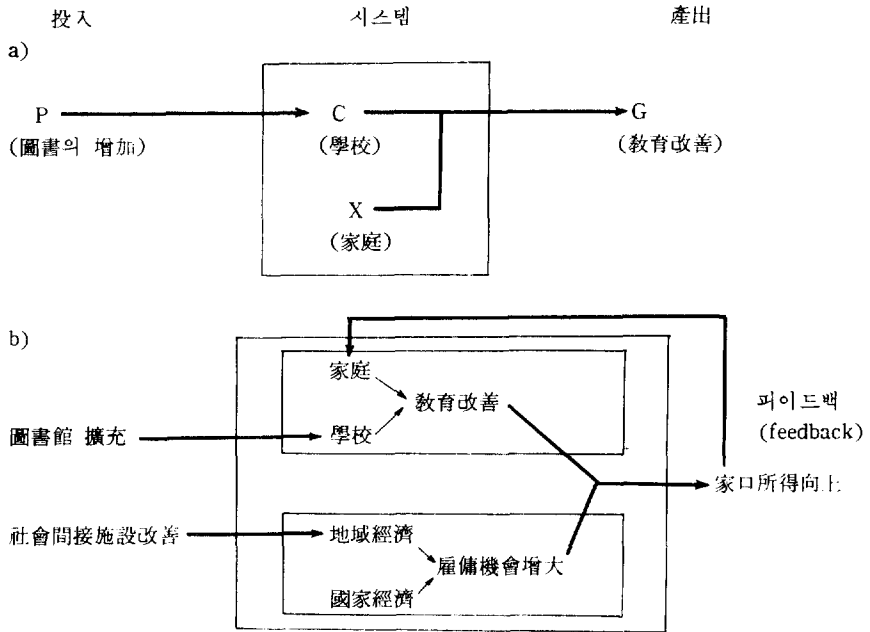 投入 시스템 產出
a)
P C G
(圖書의 增加) (學校) (敎育改善)
X
(家庭)
b)
家庭
敎育改善
피이드백
圖書館 擴充 學校
(feedback)
家口所得向上
社會間接施設改善 地域經濟
雇傭機會增大
國家經濟